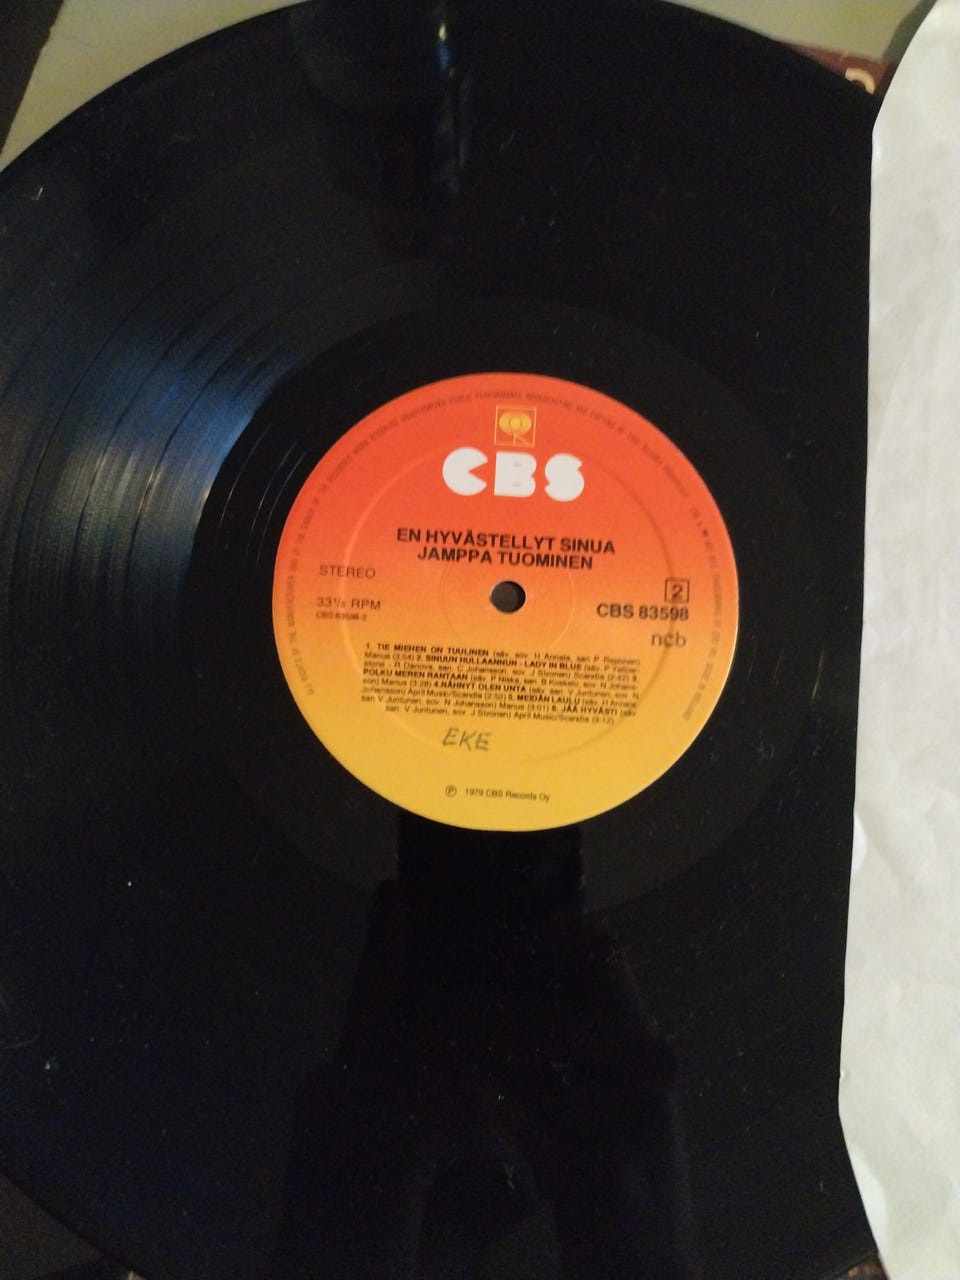 CBS
EN HYVÄSTELLYT SINUA
JAMPPA TUOMINEN
STEREO
33⅓ RPM
CBS 83598-2
2
CBS 83598
ncb
1. TIE MIEHEN ON TUULINEN (säv. sov. H Annala, san P Reponen)
Manus (3:54) 2. SINUUN HULLAANNUN - LADY IN BLUE (säv. P Yellow-
stone - R Danova, san. C Johansson, sov. J Sivonen) Scandia (2:42) 3.
POLKU MEREN RANTAAN (säv. P Niska, san. B Koskelo, sov. N Johans-
son) Manus (3:28) 4.NÄHNYT OLEN UNTA (säv. san. V Juntunen, sov. N
Johansson) April Music/Scandia (2:52) 5. MEIDÄN LAULU (säv. H Annala,
san V Juntunen, sov. N Johansson) Manus (3:01) 6. JÄÄ HYVÄSTI (säv
san. V Juntunen, sov. J Sivonen) April Music/Scandia (3:12)
EKE
℗ 1979 CBS Records Oy